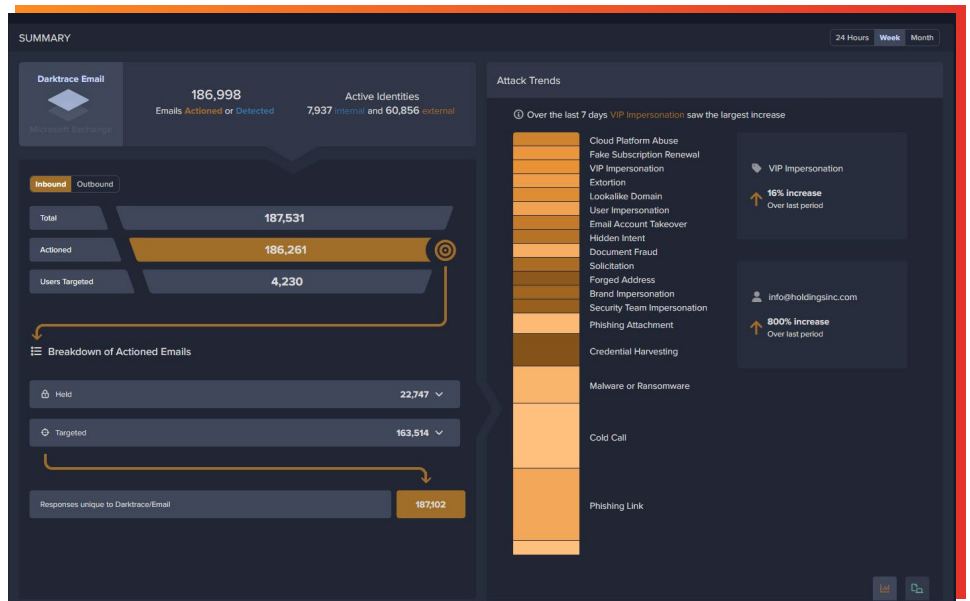 SUMMARY
24 Hours Week Month
Darktrace Email
Microsoft Exchange
186,998
Emails Actioned or Detected
Active Identities
7,937 internal and 60,856 external
Inbound Outbound
Total 187,531
Actioned 186,261
Users Targeted 4,230
Breakdown of Actioned Emails
Held 22,747
Targeted 163,514
Responses unique to Darktrace/Email 187,102
Attack Trends
Over the last 7 days VIP Impersonation saw the largest increase
Cloud Platform Abuse
Fake Subscription Renewal
VIP Impersonation
Extortion
Lookalike Domain
User Impersonation
Email Account Takeover
Hidden Intent
Document Fraud
Solicitation
Forged Address
Brand Impersonation
Security Team Impersonation
Phishing Attachment
Credential Harvesting
Malware or Ransomware
Cold Call
Phishing Link
VIP Impersonation
16% increase
Over last period
info@holdingsinc.com
800% increase
Over last period